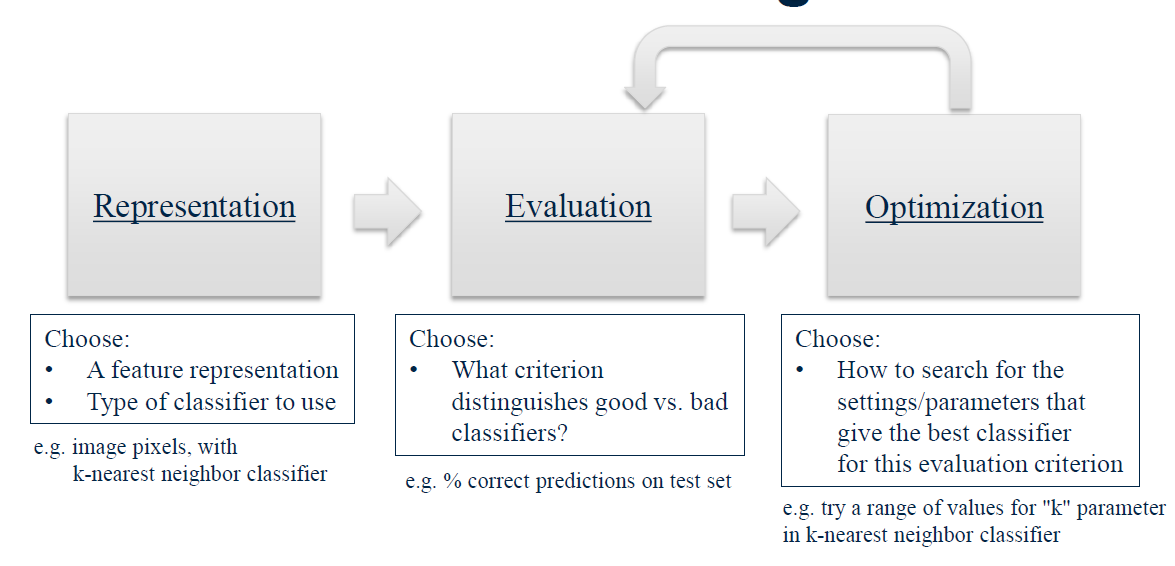 Representation
Evaluation
Optimization
Choose:
• A feature representation
• Type of classifier to use
e.g. image pixels, with
k-nearest neighbor classifier
Choose:
• What criterion
distinguishes good vs. bad
classifiers?
e.g. % correct predictions on test set
Choose:
• How to search for the
settings/parameters that
give the best classifier
for this evaluation criterion
e.g. try a range of values for "k" parameter
in k-nearest neighbor classifier